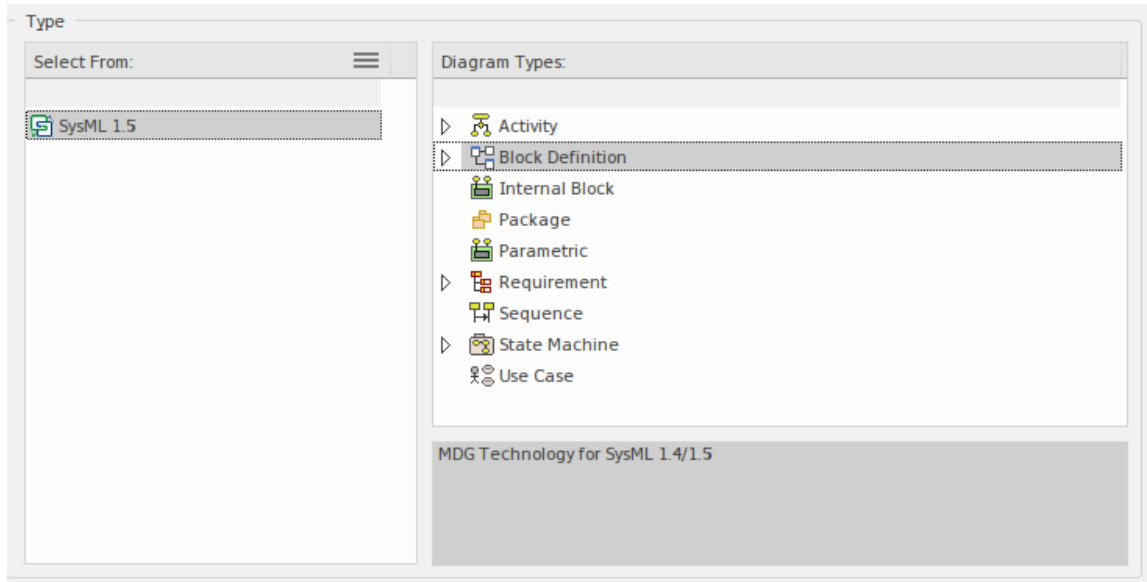 Type
Select From:
SysML 1.5
Diagram Types:
Activity
Block Definition
Internal Block
Package
Parametric
Requirement
Sequence
State Machine
Use Case
MDG Technology for SysML 1.4/1.5